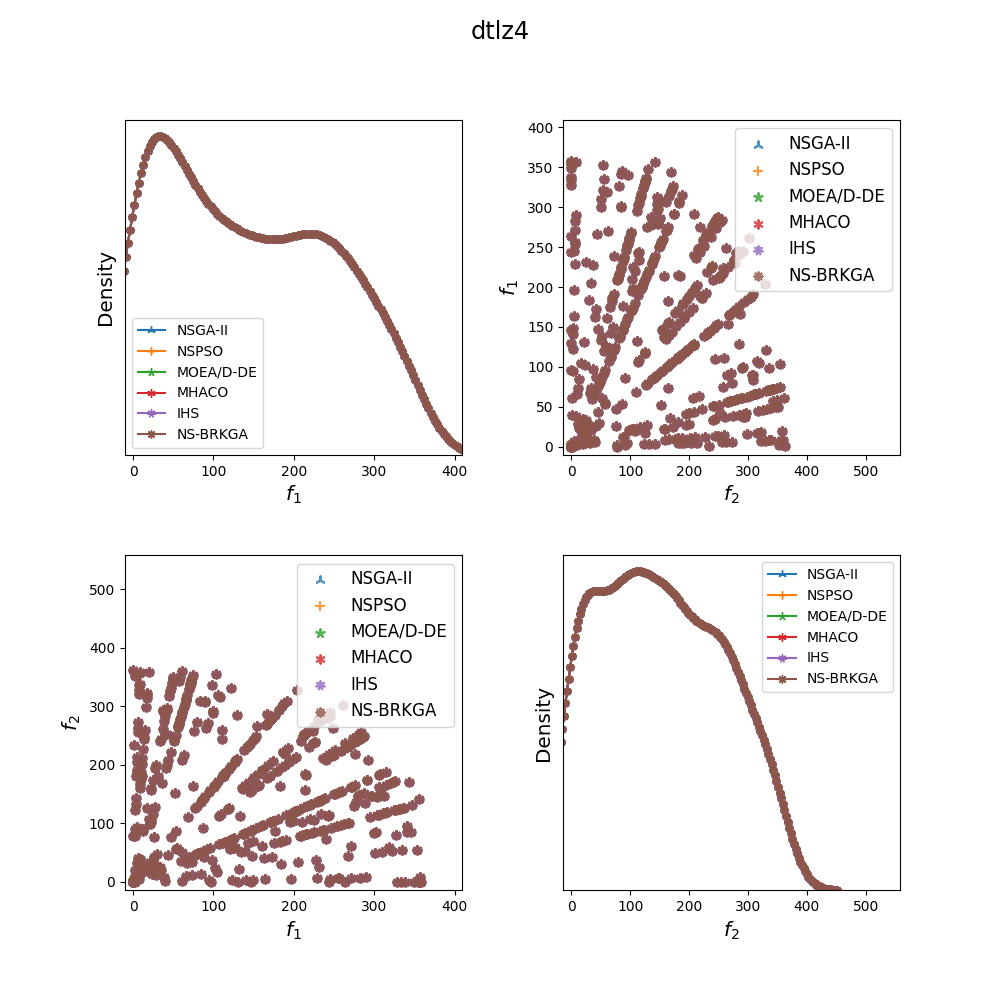 dtlz4
Density
NSGA-II
NSPSO
MOEA/D-DE
MHACO
IHS
NS-BRKGA
0 100 200 300 400
f1
f1
400
350
300
250
200
150
100
50
0
NSGA-II
NSPSO
MOEA/D-DE
MHACO
IHS
NS-BRKGA
0 100 200 300 400 500
f2
f2
500
400
300
200
100
0
NSGA-II
NSPSO
MOEA/D-DE
MHACO
IHS
NS-BRKGA
0 100 200 300 400
f1
Density
NSGA-II
NSPSO
MOEA/D-DE
MHACO
IHS
NS-BRKGA
0 100 200 300 400 500
f2